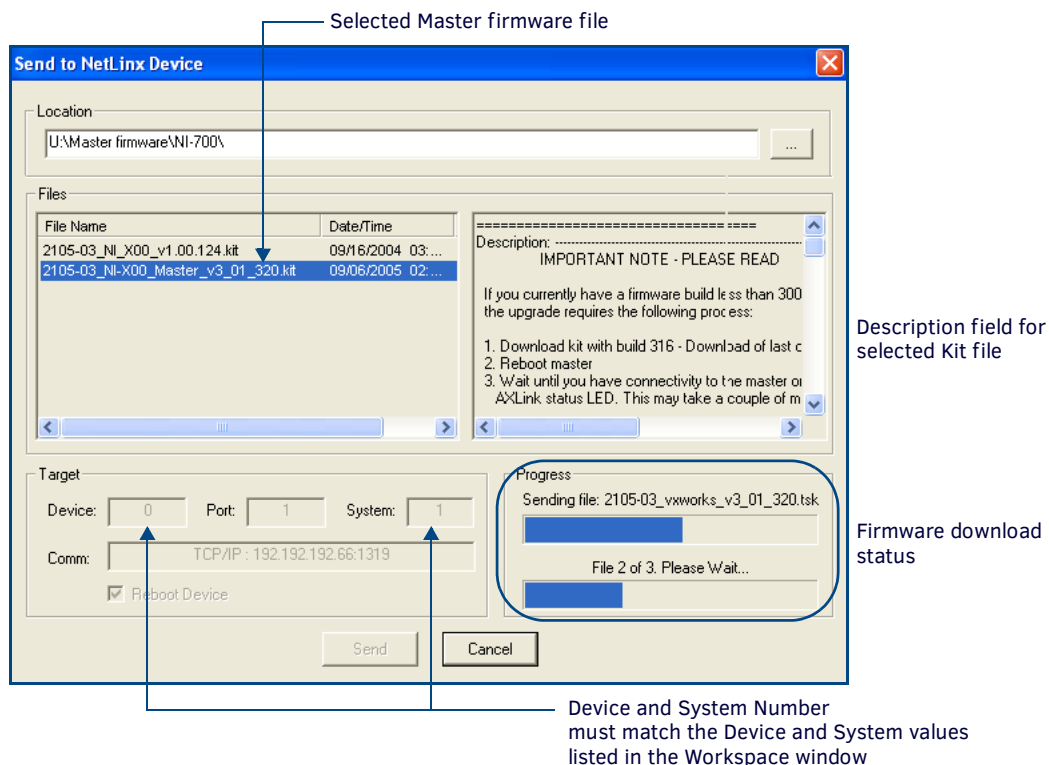 Selected Master firmware file
Send to NetLinx Device
Location
U:\Master firmware\NI-700\
...
Files
File Name Date/Time
2105-03_NI_X00_v1.00.124.kit 09/16/2004 03:...
2105-03_NI-X00_Master_v3_01_320.kit 09/06/2005 02:...
====================================
Description: ----------------------------------------
IMPORTANT NOTE - PLEASE READ
If you currently have a firmware build less than 300
the upgrade requires the following process:
1. Download kit with build 316 - Download of last c
2. Reboot master
3. Wait until you have connectivity to the master or
AXLink status LED. This may take a couple of m
Description field for
selected Kit file
Target
Device: 0 Port: 1 System: 1
Comm: TCP/IP : 192.192.192.66:1319
Reboot Device
Progress
Sending file: 2105-03_vxworks_v3_01_320.tsk
File 2 of 3. Please Wait...
Firmware download
status
Send Cancel
Device and System Number
must match the Device and System values
listed in the Workspace window